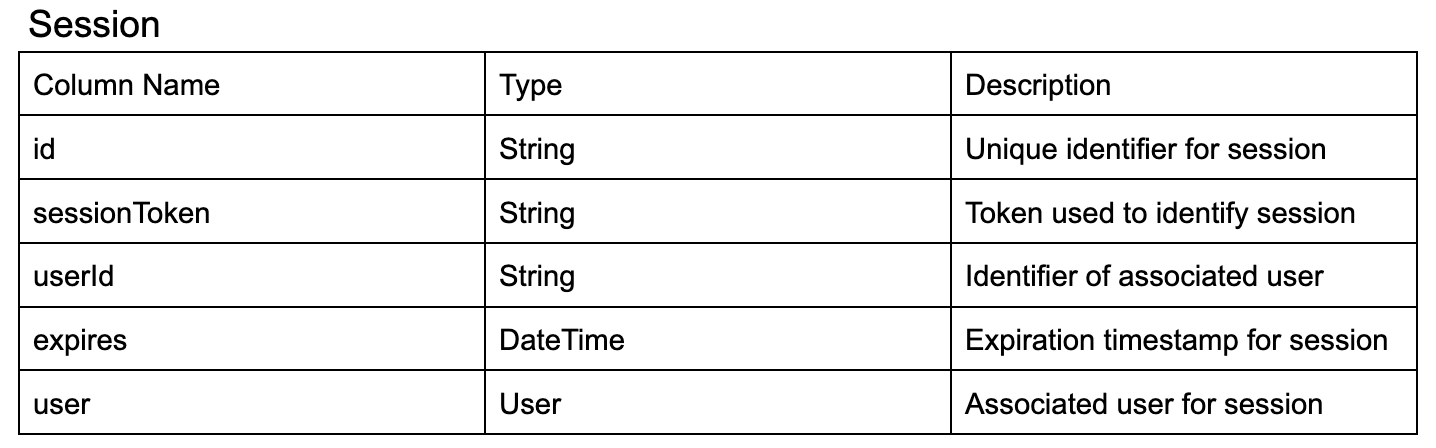 Session
Column Name Type Description
id String Unique identifier for session
sessionToken String Token used to identify session
userId String Identifier of associated user
expires DateTime Expiration timestamp for session
user User Associated user for session